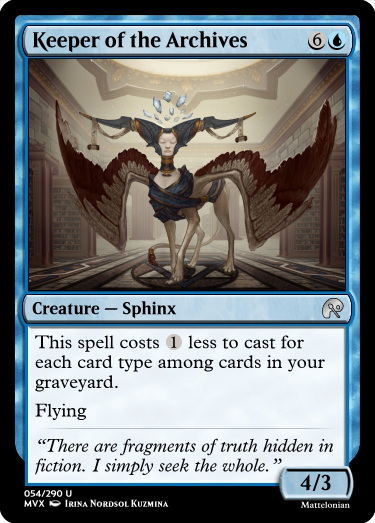 Keeper of the Archives 6
Creature — Sphinx
This spell costs 1 less to cast for
each card type among cards in your
graveyard.
Flying
“There are fragments of truth hidden in
fiction. I simply seek the whole.”
4/3
054/290 U
MVX Irina Nordsol Kuzmina
Mattelonian